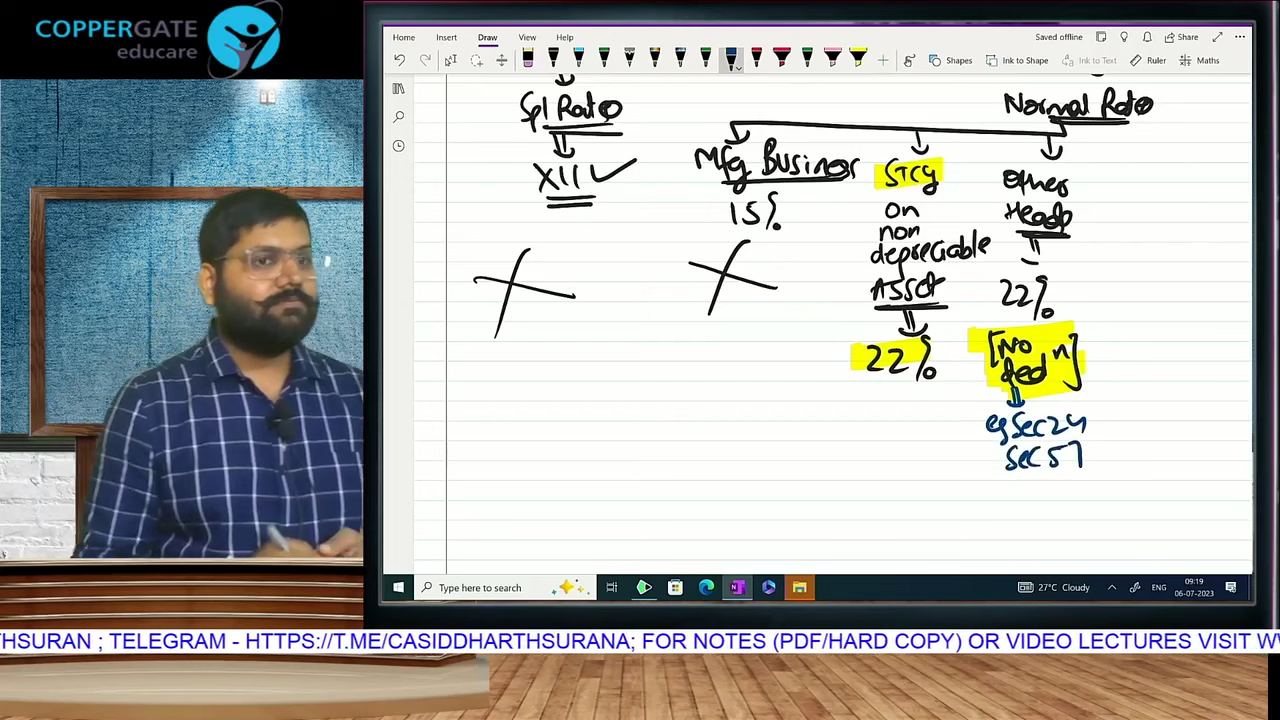 COPPERGATE
educare
Home Insert Draw View Help
Saved offline
Share
Shapes
Ink to Shape
Ink to Text
Ruler
Maths
Spl Rate
XII
Normal Rate
Mfg Business
15%
STCG
on
non
depreciable
Asset
22%
Other
Heads
22%
[No
dedn]
eg Sec 24
Sec 57
Type here to search
27°C Cloudy
ENG
09:19
06-07-2023
THSURAN ; TELEGRAM - HTTPS://T.ME/CASIDDHARTHSURANA; FOR NOTES (PDF/HARD COPY) OR VIDEO LECTURES VISIT W